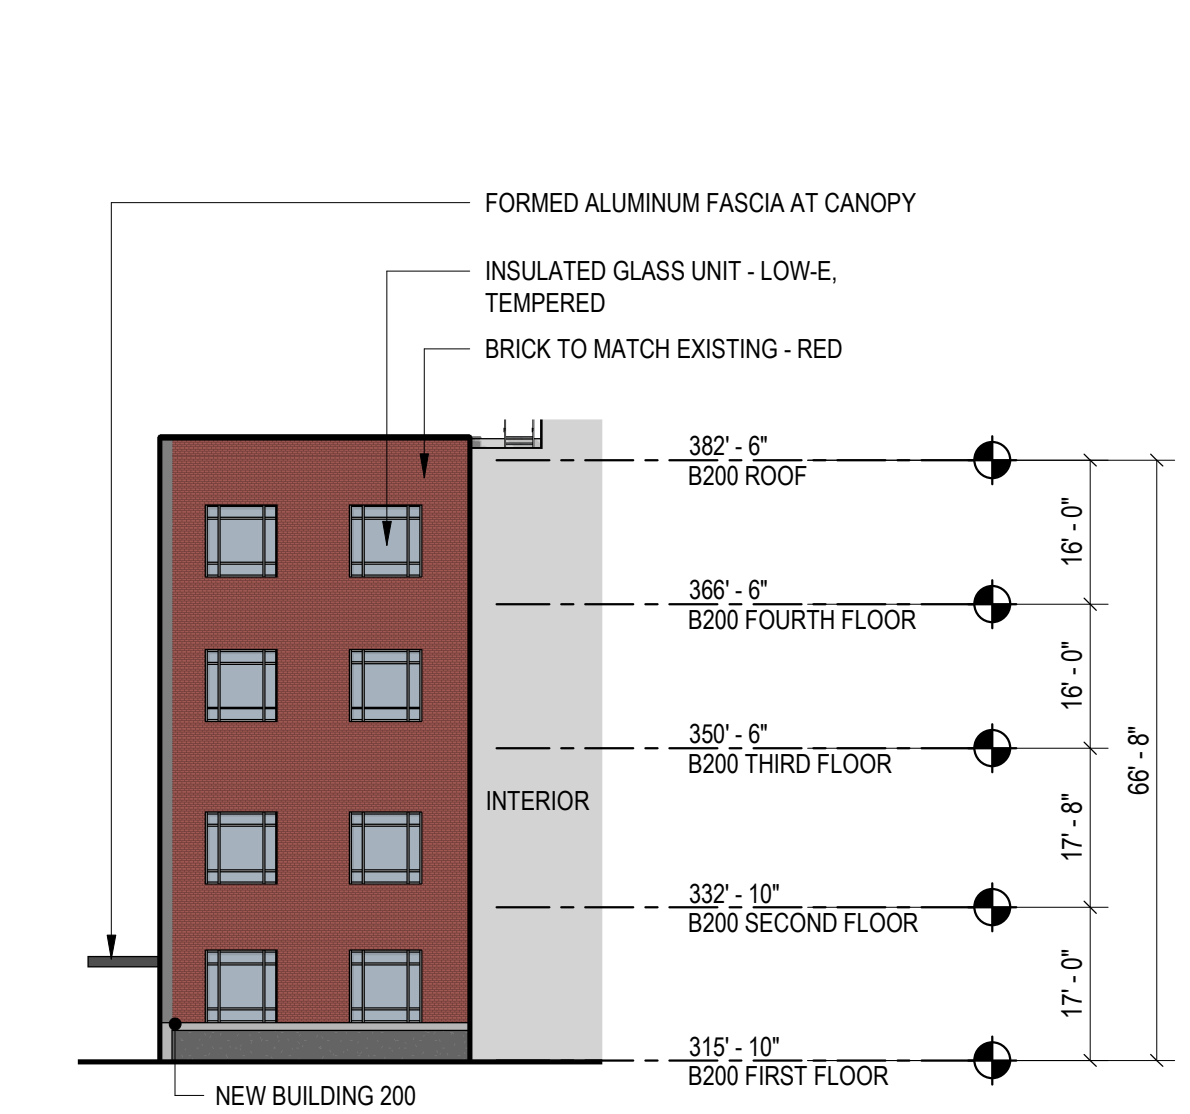 FORMED ALUMINUM FASCIA AT CANOPY
INSULATED GLASS UNIT - LOW-E,
TEMPERED
BRICK TO MATCH EXISTING - RED
382' - 6"
B200 ROOF
16' - 0"
366' - 6"
B200 FOURTH FLOOR
16' - 0"
350' - 6"
B200 THIRD FLOOR
66' - 8"
INTERIOR
17' - 8"
332' - 10"
B200 SECOND FLOOR
17' - 0"
315' - 10"
B200 FIRST FLOOR
NEW BUILDING 200